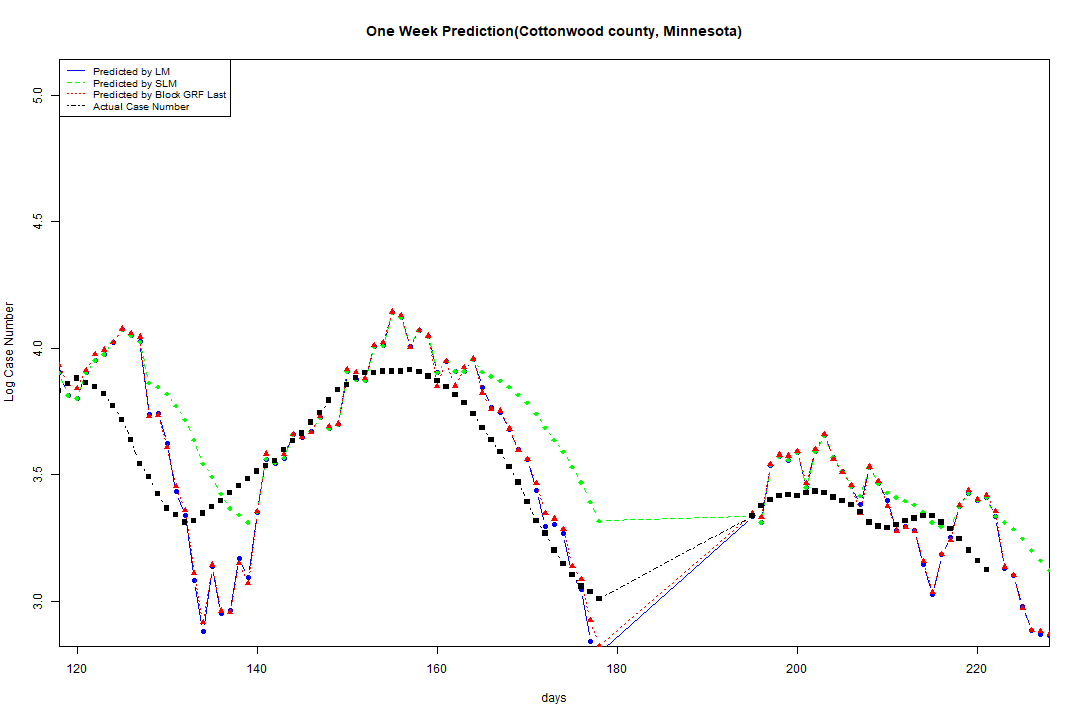 One Week Prediction(Cottonwood county, Minnesota)
Predicted by LM
Predicted by SLM
Predicted by Block GRF Last
Actual Case Number
5.0
4.5
4.0
3.5
3.0
Log Case Number
120 140 160 180 200 220
days